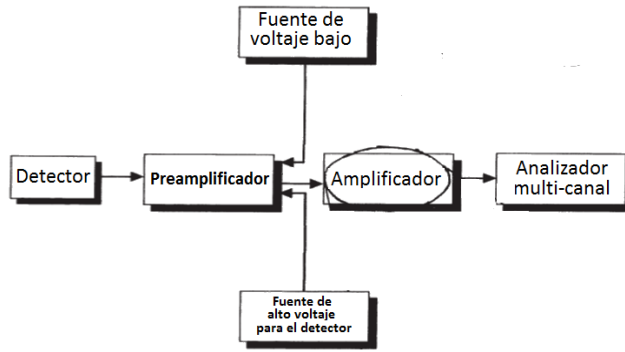 Fuente de
voltaje bajo
Detector
Preamplificador
Amplificador
Analizador
multi-canal
Fuente de
alto voltaje
para el detector